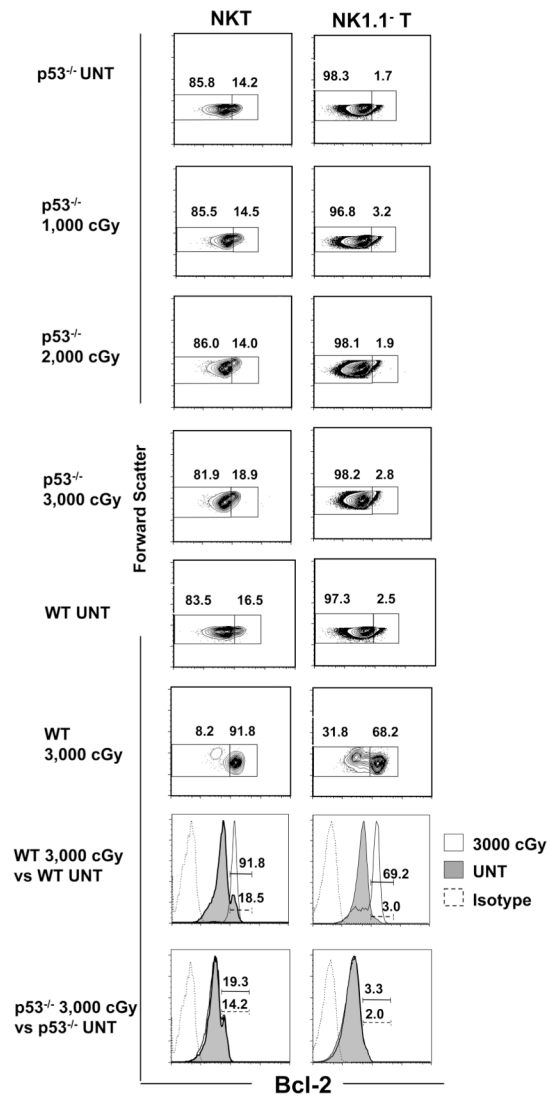 NKT NK1.1- T
p53-/- UNT
85.8 14.2
98.3 1.7
p53-/-
1,000 cGy
85.5 14.5
96.8 3.2
p53-/-
2,000 cGy
86.0 14.0
98.1 1.9
p53-/-
3,000 cGy
81.9 18.9
98.2 2.8
Forward Scatter
WT UNT
83.5 16.5
97.3 2.5
WT
3,000 cGy
8.2 91.8
31.8 68.2
WT 3,000 cGy
vs WT UNT
91.8
18.5
69.2
3.0
3000 cGy
UNT
Isotype
p53-/- 3,000 cGy
vs p53-/- UNT
19.3
14.2
3.3
2.0
Bcl-2